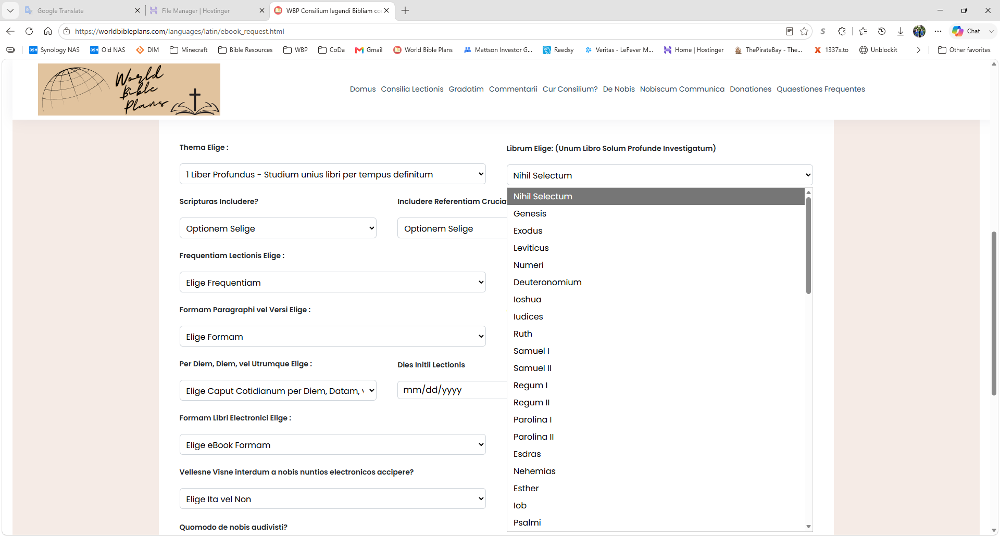 Google Translate
File Manager | Hostinger
WBP Consilium legendi Bibliam co
https://worldbibleplans.com/languages/latin/ebook_request.html
Chat
Synology NAS
Old NAS
DIM
Minecraft
Bible Resources
WBP
CoDa
Gmail
World Bible Plans
Mattson Investor G...
Reedsy
Veritas - LeFever M...
Home | Hostinger
ThePirateBay - The...
1337x.to
Unblockit
Other favorites
World
Bible
Plans
Domus Consilia Lectionis Gradatim Commentarii Cur Consilium? De Nobis Nobiscum Communica Donationes Quaestiones Frequentes
Thema Elige :
1 Liber Profundus - Studium unius libri per tempus definitum
Librum Elige: (Unum Libro Solum Profunde Investigatum)
Nihil Selectum
Scripturas Includere?
Optionem Selige
Includere Referentiam Crucia
Optionem Selige
Frequentiam Lectionis Elige :
Elige Frequentiam
Formam Paragraphi vel Versi Elige :
Elige Formam
Per Diem, Diem, vel Utrumque Elige :
Elige Caput Cotidianum per Diem, Datam, v
Dies Initii Lectionis
mm/dd/yyyy
Formam Libri Electronici Elige :
Elige eBook Formam
Vellesne Visne interdum a nobis nuntios electronicos accipere?
Elige Ita vel Non
Quomodo de nobis audivisti?
Nihil Selectum
Genesis
Exodus
Leviticus
Numeri
Deuteronomium
Ioshua
Iudices
Ruth
Samuel I
Samuel II
Regum I
Regum II
Parolina I
Parolina II
Esdras
Nehemias
Esther
Iob
Psalmi